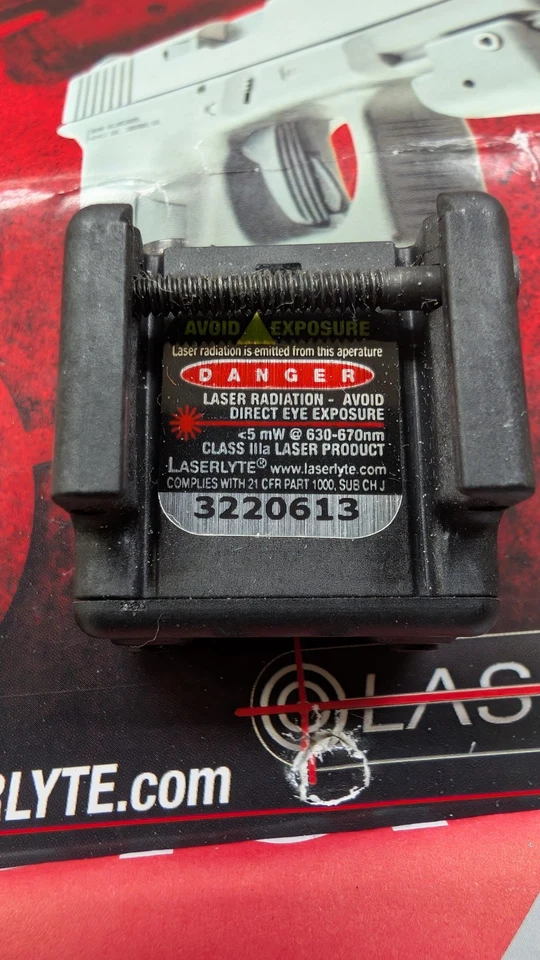 AVOID EXPOSURE
Laser radiation is emitted from this aperature
DANGER
LASER RADIATION - AVOID
DIRECT EYE EXPOSURE
<5 mW @ 630-670nm
CLASS IIIa LASER PRODUCT
LASERLYTE® www.laserlyte.com
COMPLIES WITH 21 CFR PART 1000, SUB CH J
3220613
LAS
RLYTE.com